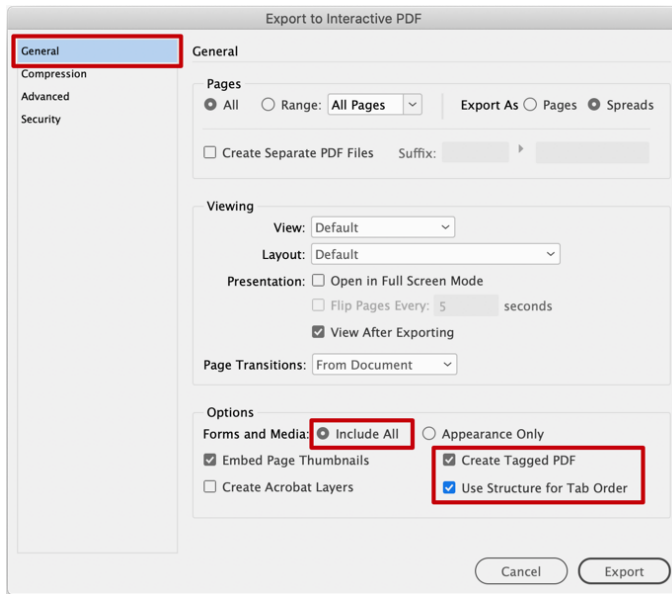 Export to Interactive PDF
General
Compression
Advanced
Security
General
Pages
All Range: All Pages Export As Pages Spreads
Create Separate PDF Files Suffix:
Viewing
View: Default
Layout: Default
Presentation: Open in Full Screen Mode
Flip Pages Every: 5 seconds
View After Exporting
Page Transitions: From Document
Options
Forms and Media: Include All Appearance Only
Embed Page Thumbnails Create Tagged PDF
Create Acrobat Layers Use Structure for Tab Order
Cancel Export